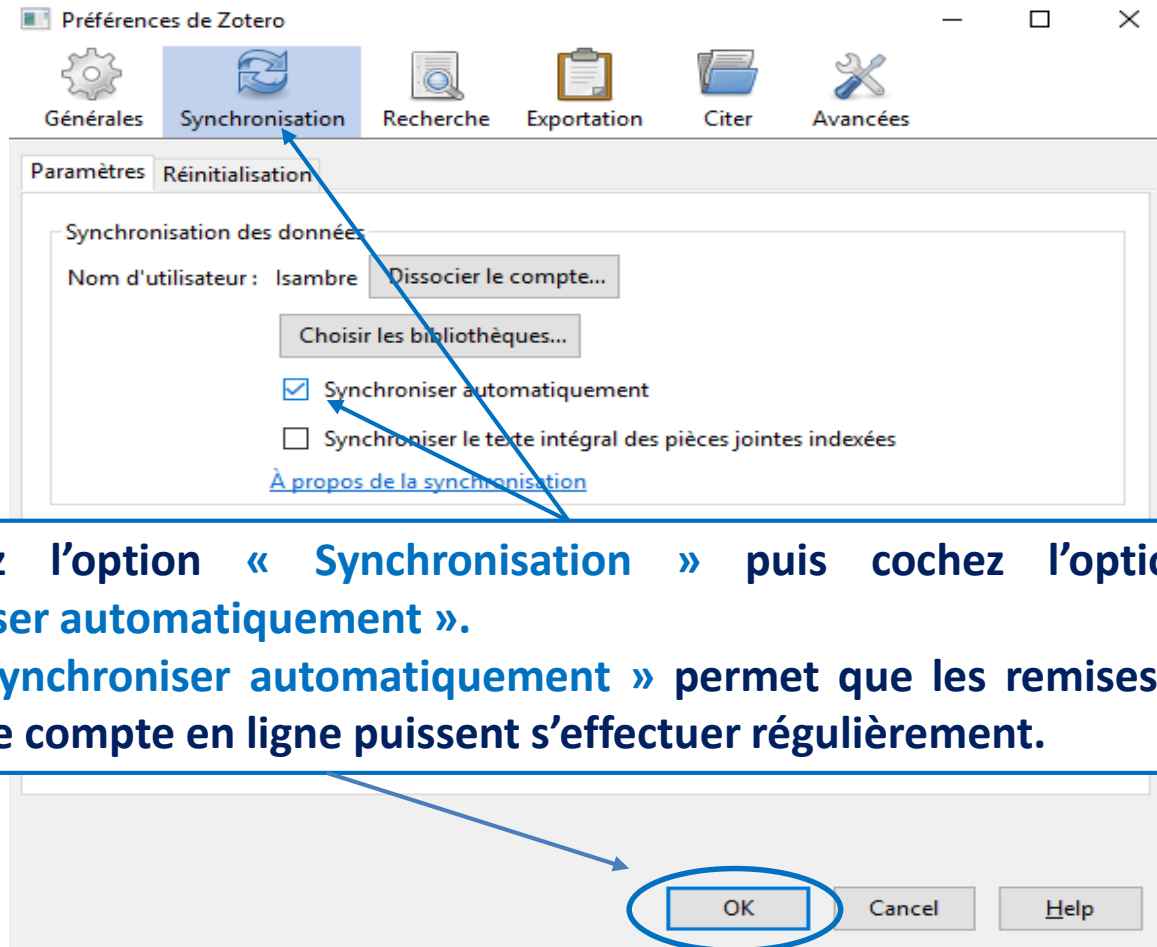 Préférences de Zotero
Générales Synchronisation Recherche Exportation Citer Avancées
Paramètres Réinitialisation
Synchronisation des données
Nom d'utilisateur : Isambre Dissocier le compte...
Choisir les bibliothèques...
Synchroniser automatiquement
Synchroniser le texte intégral des pièces jointes indexées
À propos de la synchronisation
z l’option « Synchronisation » puis cochez l’optio
ser automatiquement ».
ynchroniser automatiquement » permet que les remises
e compte en ligne puissent s’effectuer régulièrement.
OK Cancel Help